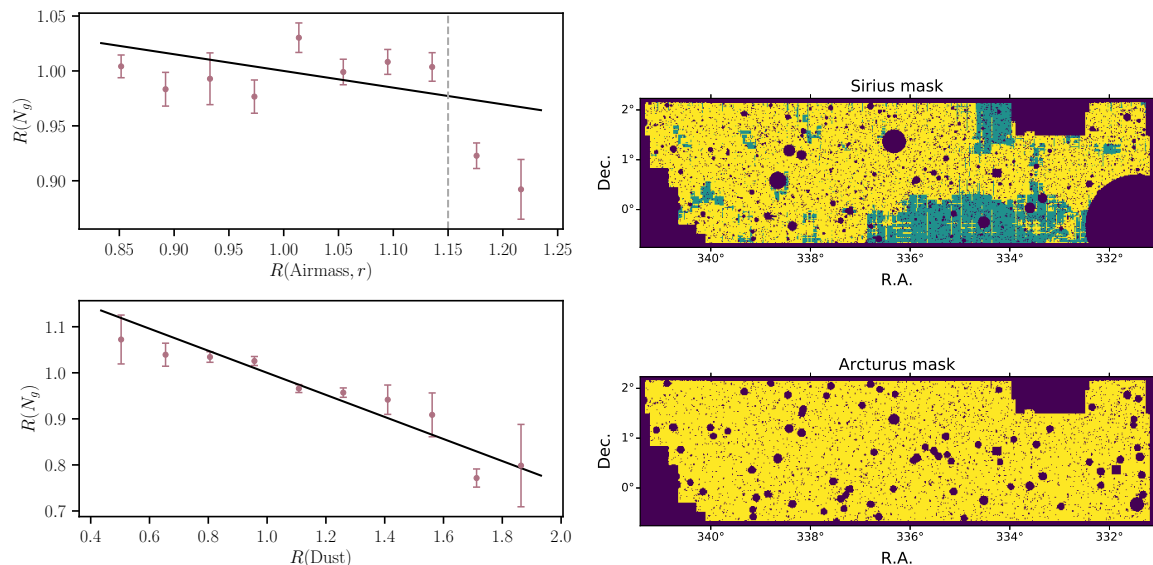 1.05
1.00
0.95
0.90
R(N_g)
0.85 0.90 0.95 1.00 1.05 1.10 1.15 1.20 1.25
R(Airmass, r)
1.1
1.0
0.9
0.8
0.7
R(N_g)
0.4 0.6 0.8 1.0 1.2 1.4 1.6 1.8 2.0
R(Dust)
Sirius mask
2°
1°
0°
Dec.
340° 338° 336° 334° 332°
R.A.
Arcturus mask
2°
1°
0°
Dec.
340° 338° 336° 334° 332°
R.A.